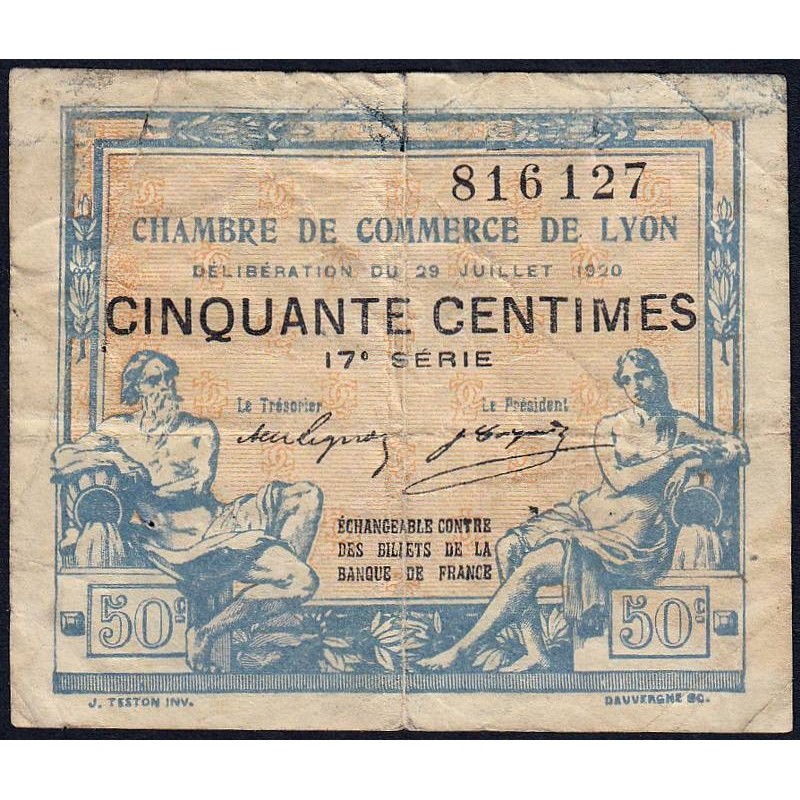 816127
CHAMBRE DE COMMERCE DE LYON
DÉLIBÉRATION DU 29 JUILLET 1920
CINQUANTE CENTIMES
17e SÉRIE
Le Trésorier Le Président
ÉCHANGEABLE CONTRE
DES BILLETS DE LA
BANQUE DE FRANCE
50c 50c
J. TESTON INV. DAUVERGNE SC.